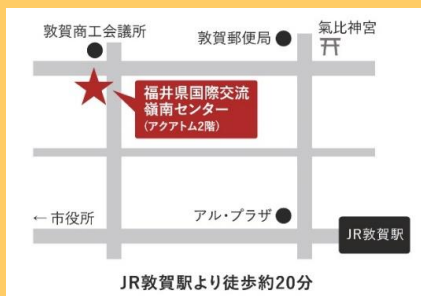 敦賀商工会議所
敦賀郵便局
氣比神宮
福井県国際交流
嶺南センター
(アクアトム2階)
←市役所
アル・プラザ
JR敦賀駅
JR敦賀駅より徒歩約20分